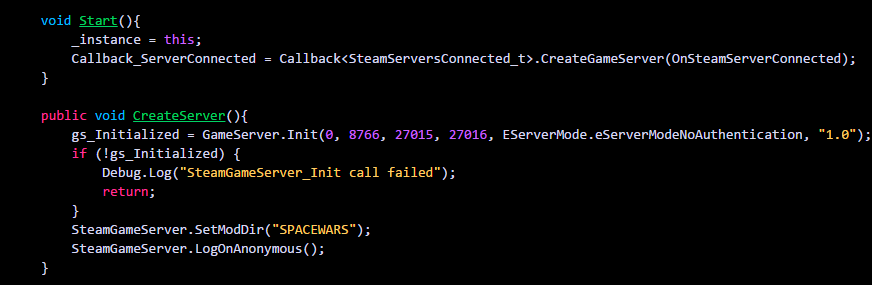 void Start(){
_instance = this;
Callback_ServerConnected = Callback<SteamServersConnected_t>.CreateGameServer(OnSteamServerConnected);
}
public void CreateServer(){
gs_Initialized = GameServer.Init(0, 8766, 27015, 27016, EServerMode.eServerModeNoAuthentication, "1.0");
if (!gs_Initialized) {
Debug.Log("SteamGameServer_Init call failed");
return;
}
SteamGameServer.SetModDir("SPACEWARS");
SteamGameServer.LogOnAnonymous();
}